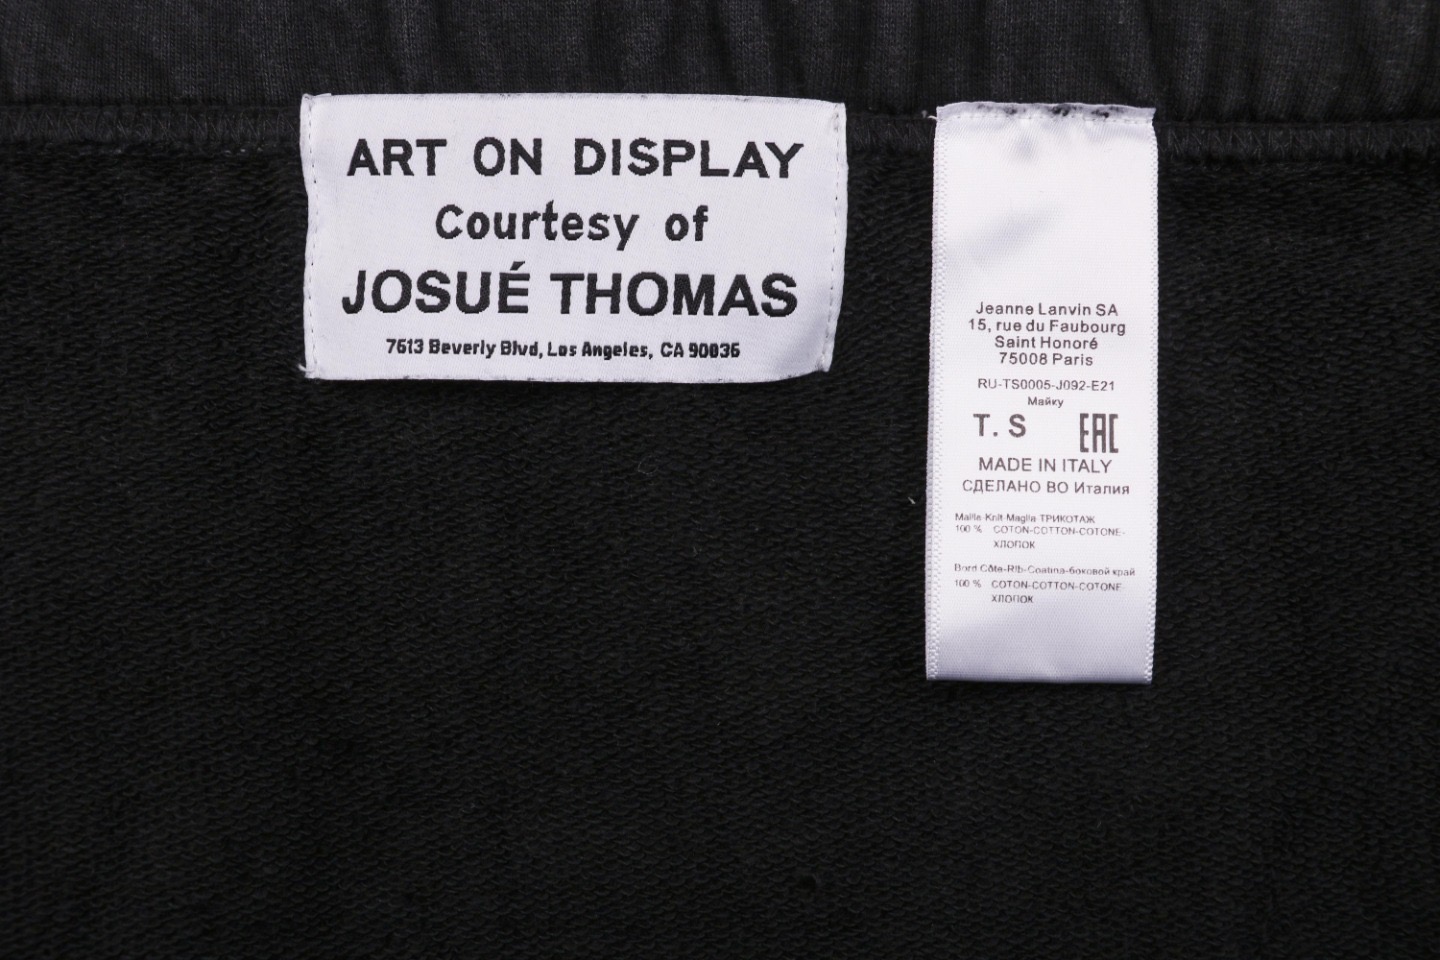 ART ON DISPLAY
Courtesy of
JOSUÉ THOMAS
7613 Beverly Blvd, Los Angeles, CA 90036
Jeanne Lanvin SA
15, rue du Faubourg
Saint Honoré
75008 Paris
RU-TS0005-J092-E21
Майку
T. S EAC
MADE IN ITALY
СДЕЛАНО ВО Италия
Maille-Knit-Maglia-ТРИКОТАЖ
100 % COTON-COTTON-COTONE-
ХЛОПОК
Bord Côte-Rib-Costina-боковой край
100 % COTON-COTTON-COTONE-
ХЛОПОК